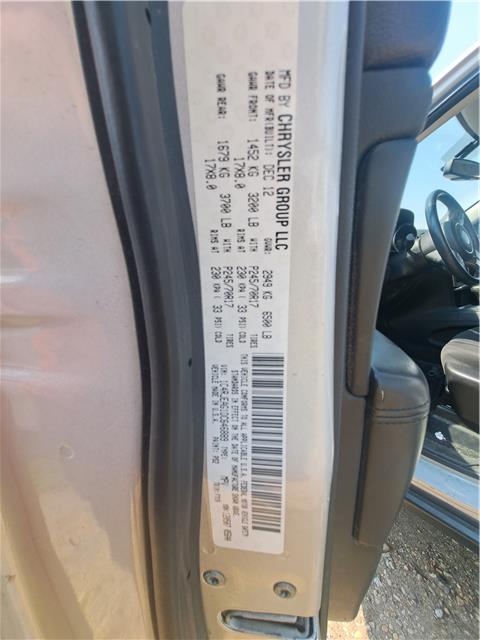 MFD BY CHRYSLER GROUP LLC
DATE OF MFR(BUILT): DEC 12 2949 KG 6500 LB
GAWR FRONT: 1452 KG 3200 LB WITH P245/70R17 TIRES
17X8.0 RIMS AT 230 KPA ( 33 PSI) COLD
GAWR REAR: 1679 KG 3700 LB WITH P245/70R17 TIRES
17X8.0 RIMS AT 230 KPA ( 33 PSI) COLD
THIS VEHICLE CONFORMS TO ALL APPLICABLE U.S.A. FEDERAL MOTOR VEHICLE SAFETY
STANDARDS IN EFFECT ON THE DATE OF MANUFACTURE SHOWN ABOVE.
VIN: TYPE: MPV
VEHICLE MADE IN U.S.A. PAINT: PS2